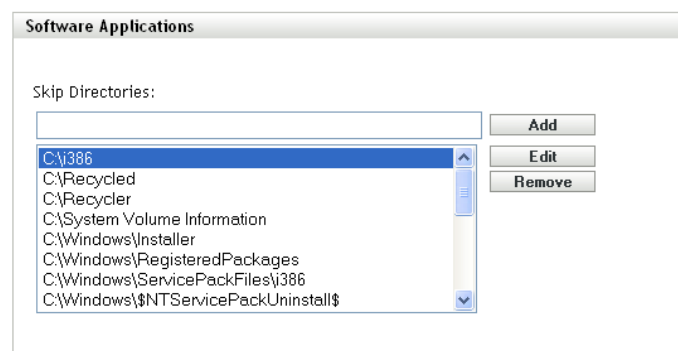 Software Applications
Skip Directories:
Add
C:\i386
Edit
C:\Recycled
Remove
C:\Recycler
C:\System Volume Information
C:\Windows\Installer
C:\Windows\RegisteredPackages
C:\Windows\ServicePackFiles\i386
C:\Windows\$NTServicePackUninstall$